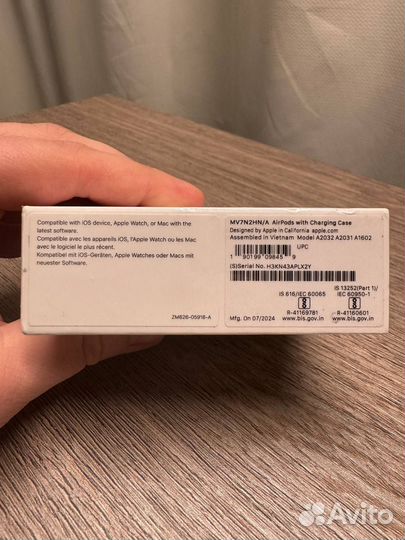 Compatible with iOS device, Apple Watch, or Mac with the
latest software.
Compatible avec les appareils iOS, l'Apple Watch ou les Mac
avec le logiciel le plus récent.
Kompatibel mit iOS-Geräten, Apple Watches oder Macs mit
neuester Software.
ZM626-05918-A
MV7N2HN/A AirPods with Charging Case
Designed by Apple in California apple.com
Assembled in Vietnam Model A2032 A2031 A1602
UPC
1 90199 09845 9
(S)Serial No. H3KN43APLX2Y
IS 616/IEC 60065
R-41169781
www.bis.gov.in
IS 13252(Part 1)/
IEC 60950-1
R-41160601
www.bis.gov.in
Mfg. On 07/2024
Avito